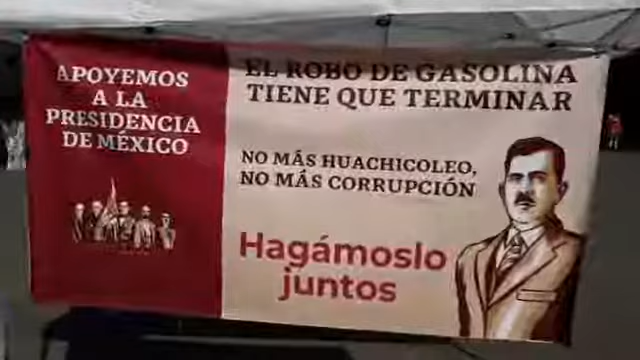 APOYEMOS
A LA
PRESIDENCIA
DE MÉXICO
EL ROBO DE GASOLINA
TIENE QUE TERMINAR
NO MÁS HUACHICOLEO,
NO MÁS CORRUPCIÓN
Hagámoslo
juntos